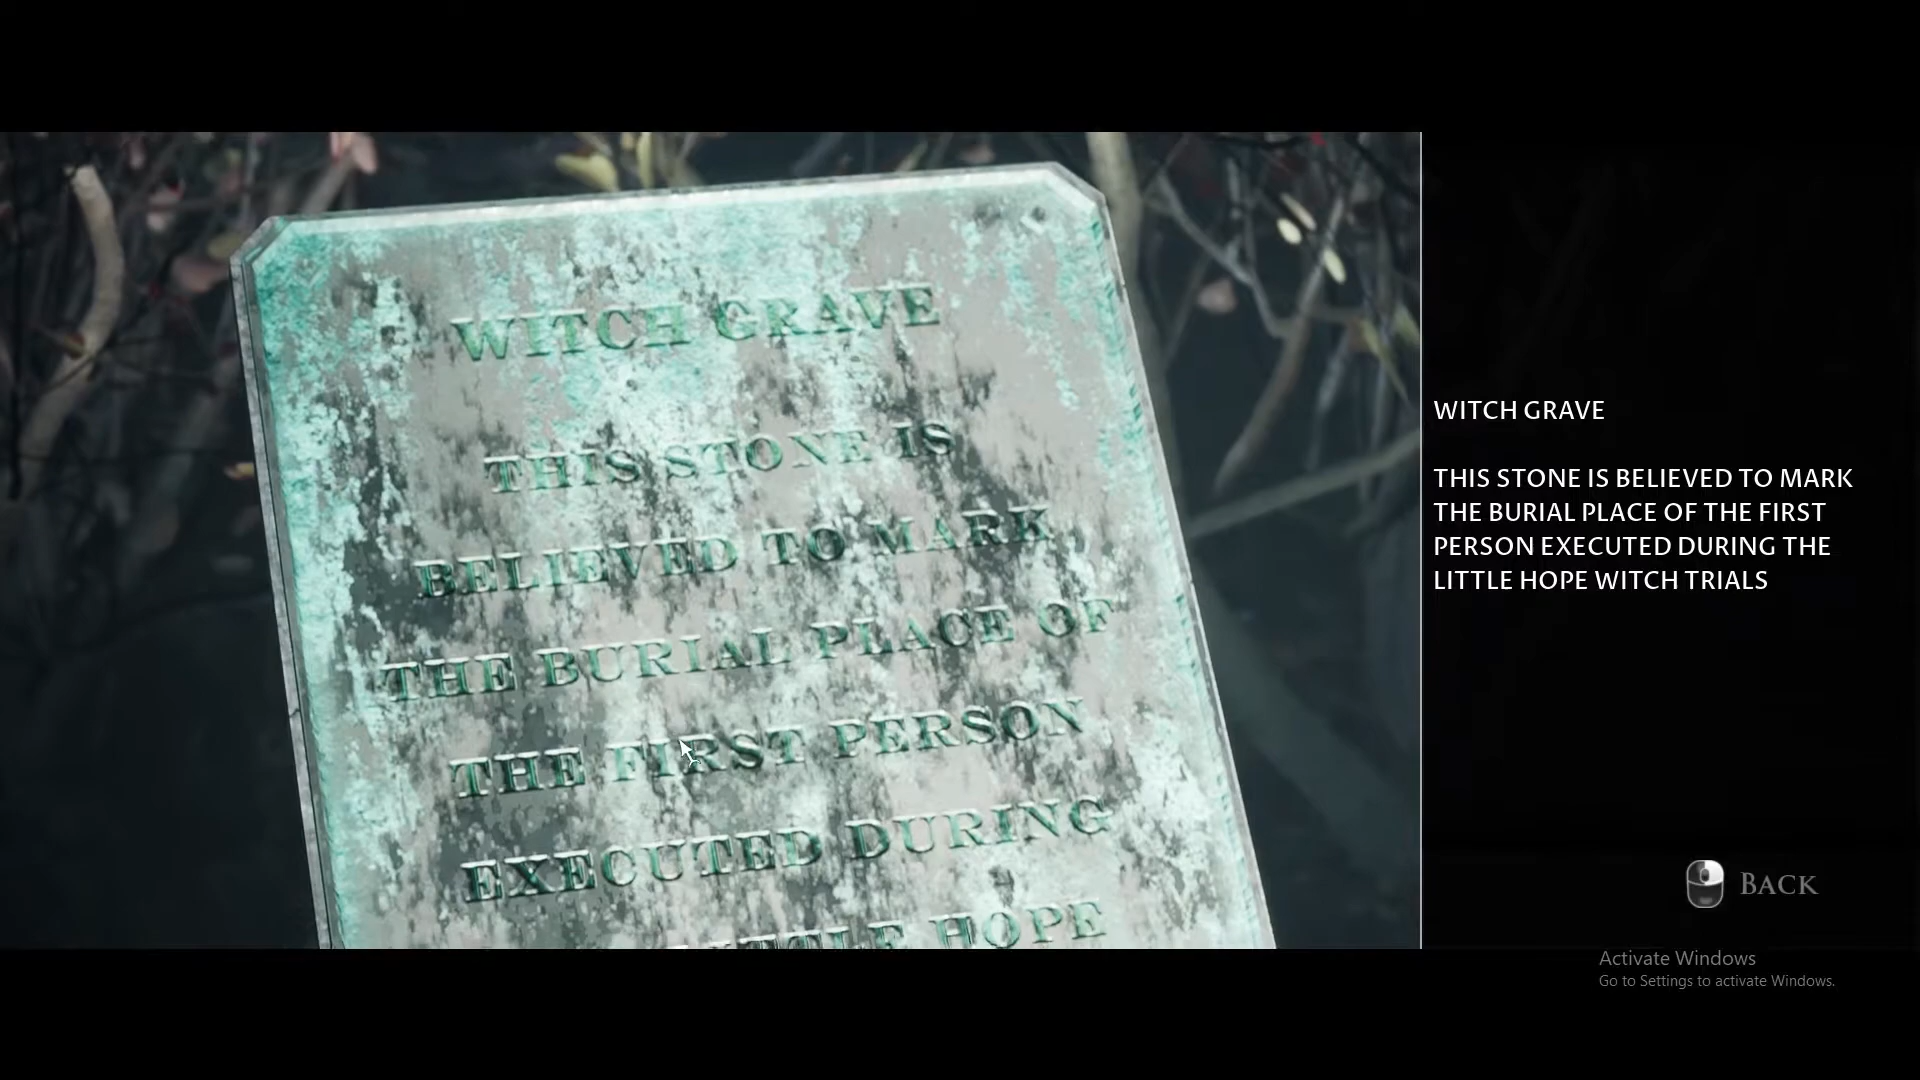 WITCH GRAVE
THIS STONE IS
BELIEVED TO MARK
THE BURIAL PLACE OF
THE FIRST PERSON
EXECUTED DURING
LITTLE HOPE
WITCH GRAVE
THIS STONE IS BELIEVED TO MARK
THE BURIAL PLACE OF THE FIRST
PERSON EXECUTED DURING THE
LITTLE HOPE WITCH TRIALS
BACK
Activate Windows
Go to Settings to activate Windows.